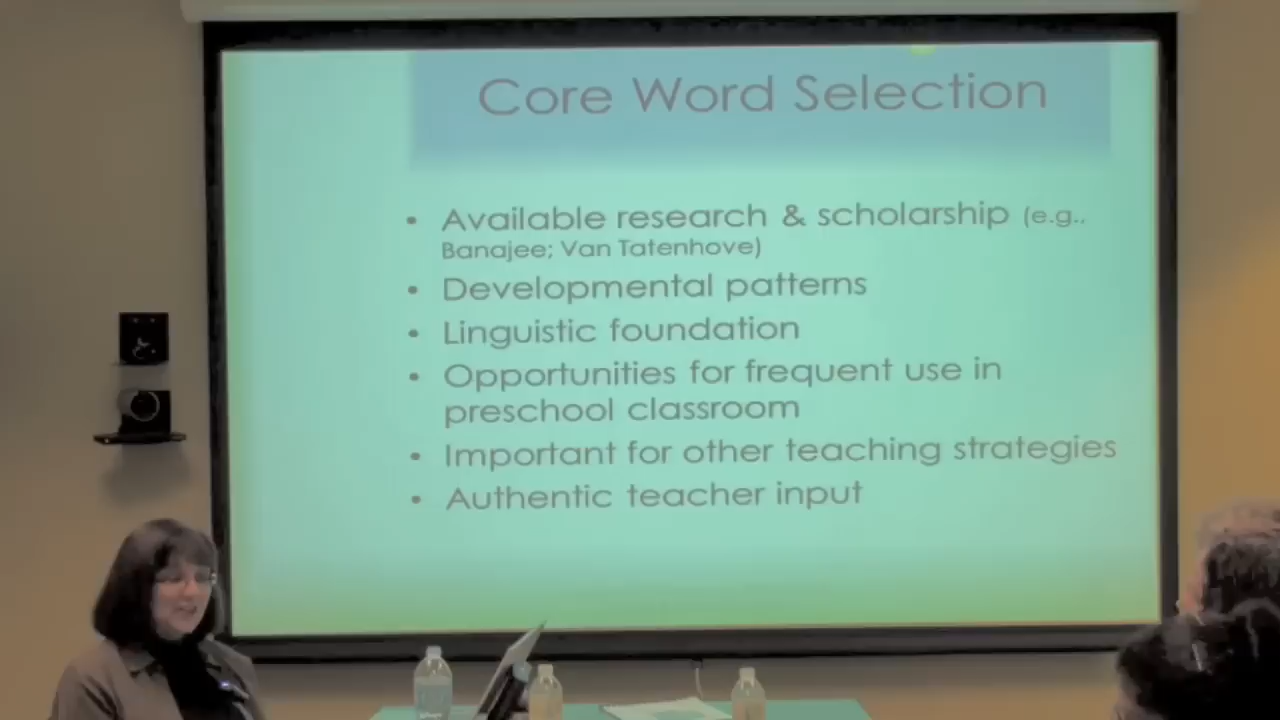 Core Word Selection
• Available research & scholarship (e.g.,
Banajee; Van Tatenhove)
• Developmental patterns
• Linguistic foundation
• Opportunities for frequent use in
preschool classroom
• Important for other teaching strategies
• Authentic teacher input